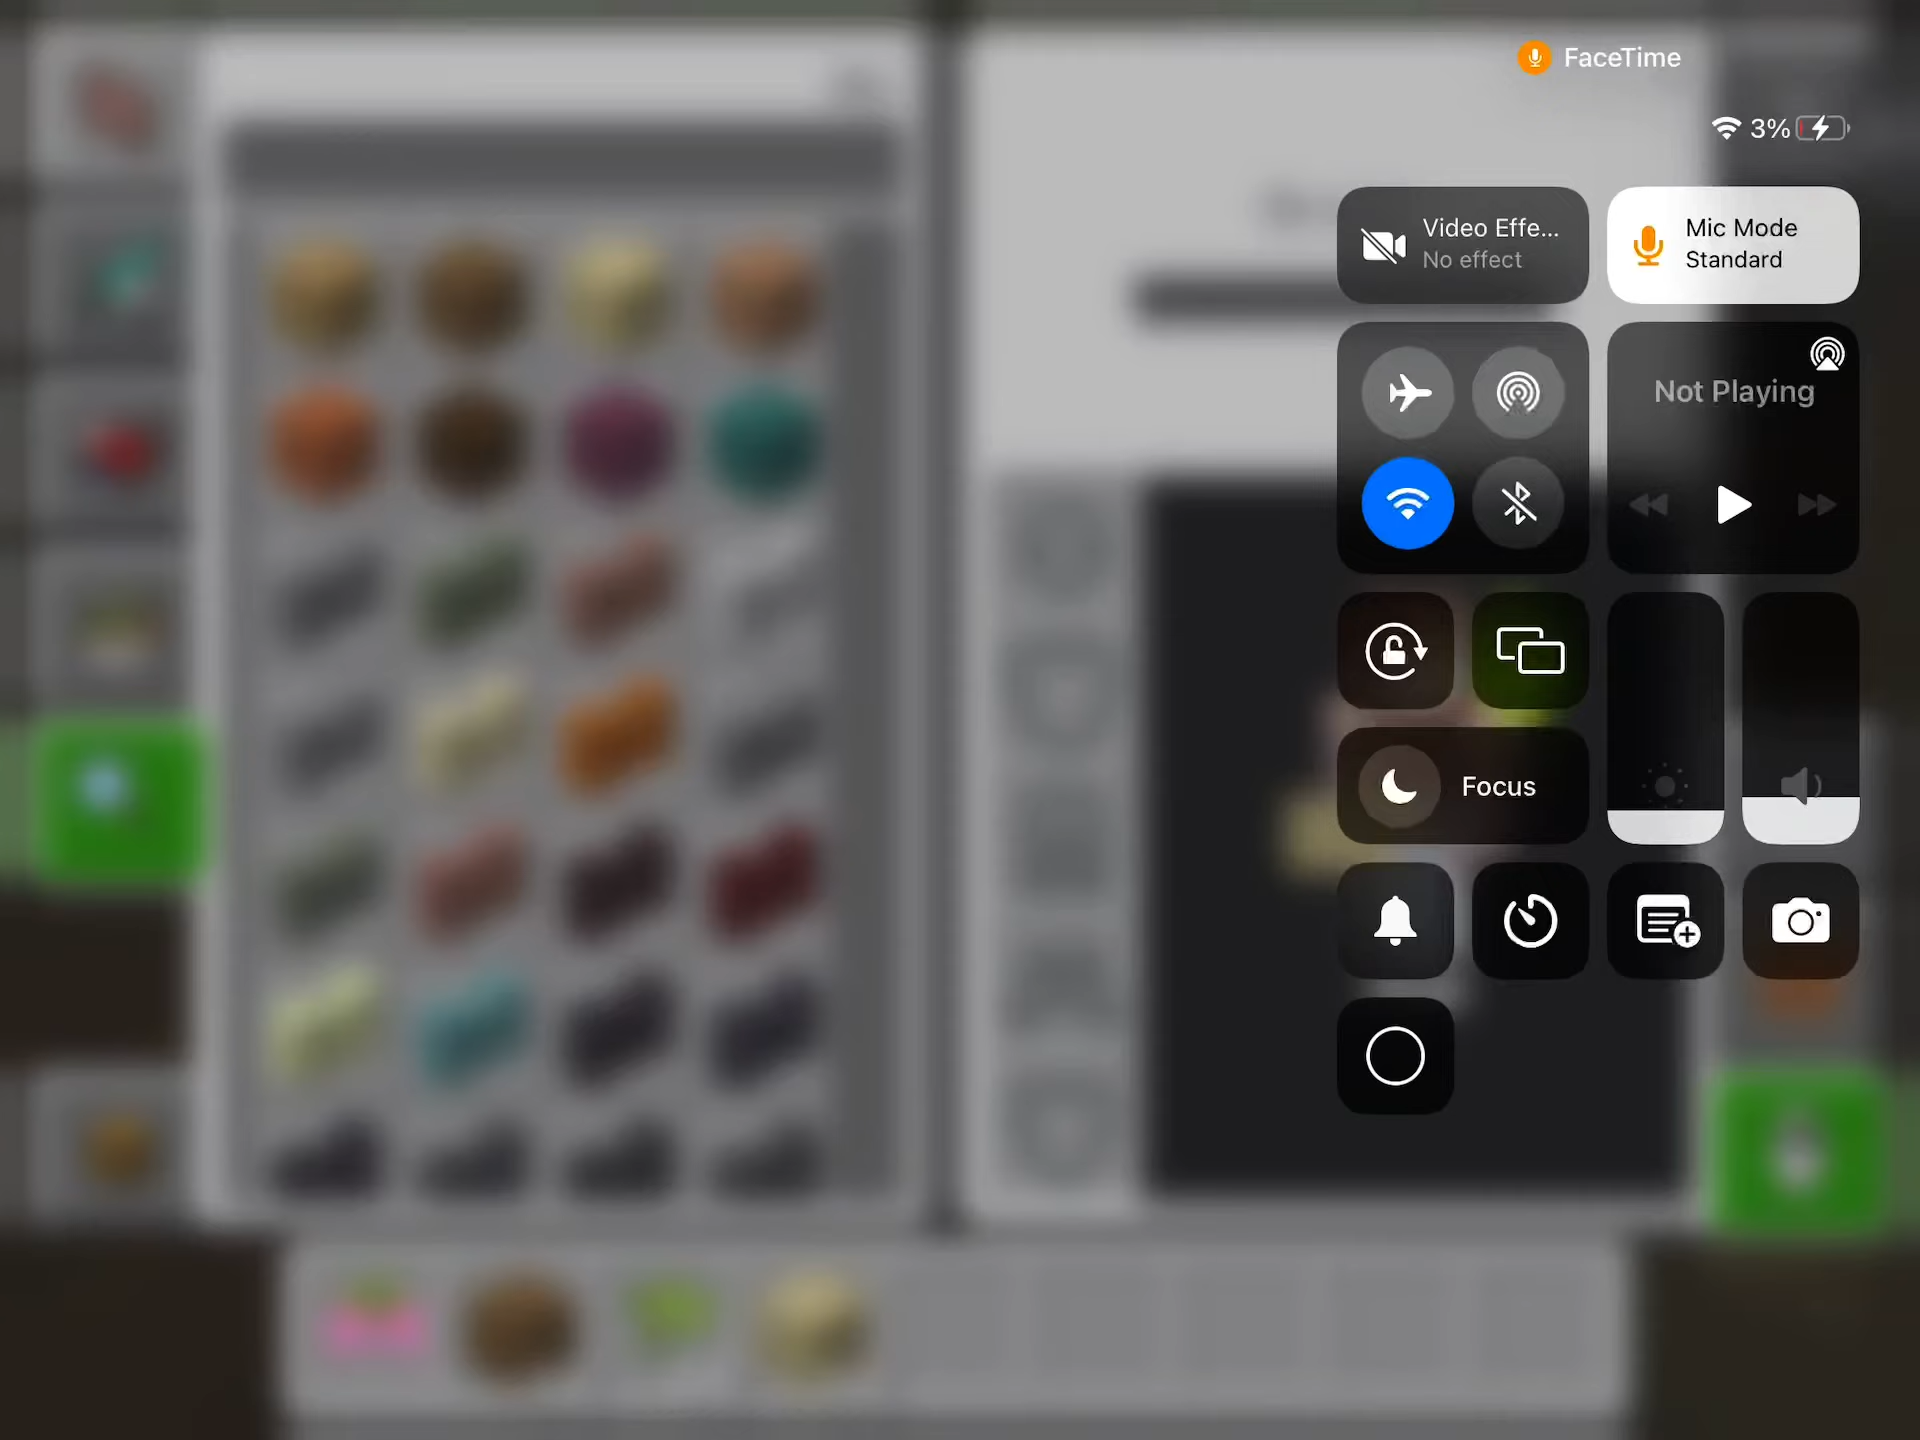 FaceTime
3%
Video Effe...
No effect
Mic Mode
Standard
Not Playing
Focus